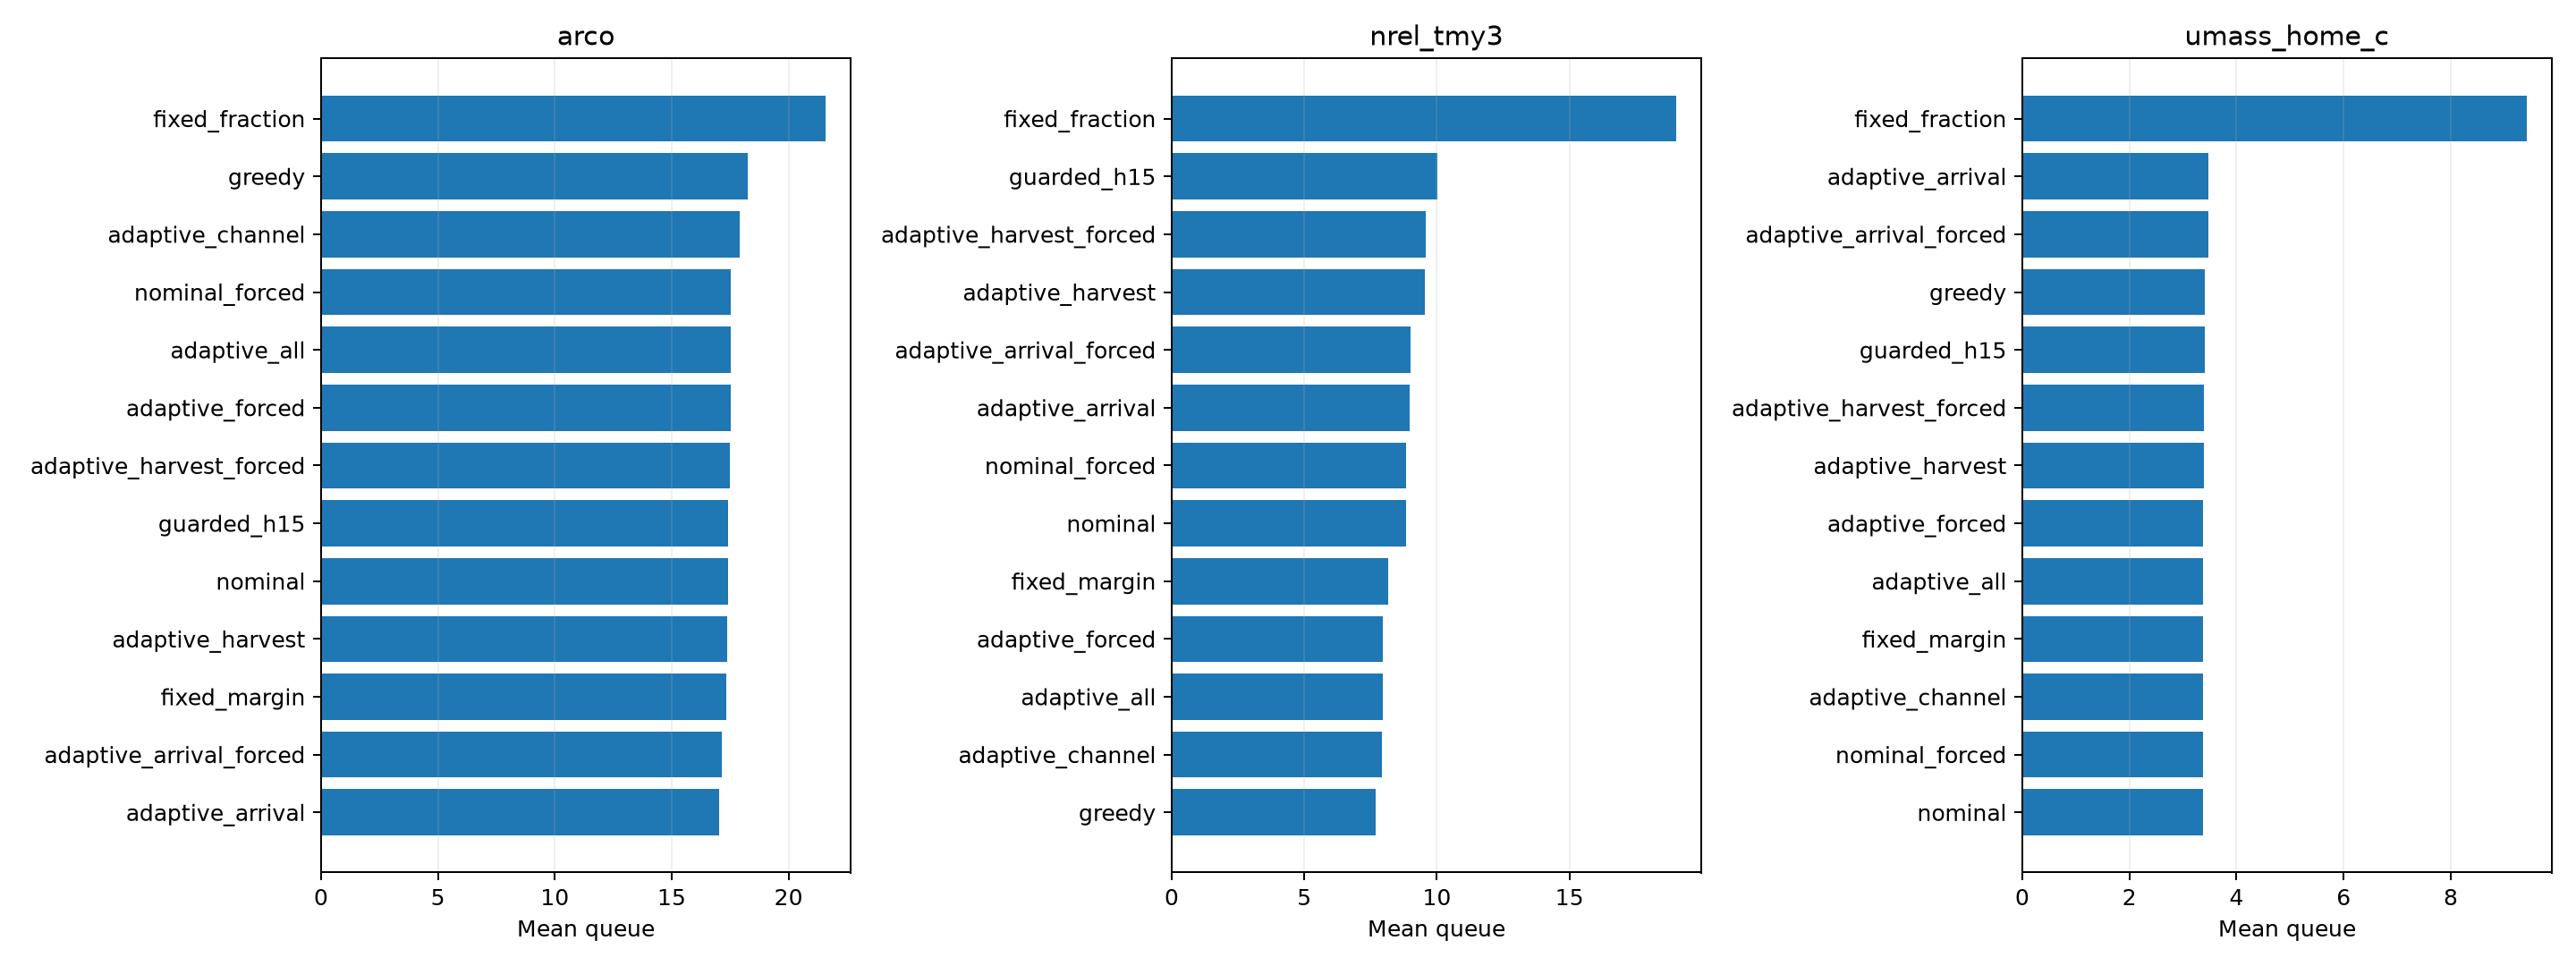 arco
fixed_fraction
greedy
adaptive_channel
nominal_forced
adaptive_all
adaptive_forced
adaptive_harvest_forced
guarded_h15
nominal
adaptive_harvest
fixed_margin
adaptive_arrival_forced
adaptive_arrival
0 5 10 15 20
Mean queue
nrel_tmy3
fixed_fraction
guarded_h15
adaptive_harvest_forced
adaptive_harvest
adaptive_arrival_forced
adaptive_arrival
nominal_forced
nominal
fixed_margin
adaptive_forced
adaptive_all
adaptive_channel
greedy
0 5 10 15
Mean queue
umass_home_c
fixed_fraction
adaptive_arrival
adaptive_arrival_forced
greedy
guarded_h15
adaptive_harvest_forced
adaptive_harvest
adaptive_forced
adaptive_all
fixed_margin
adaptive_channel
nominal_forced
nominal
0 2 4 6 8
Mean queue